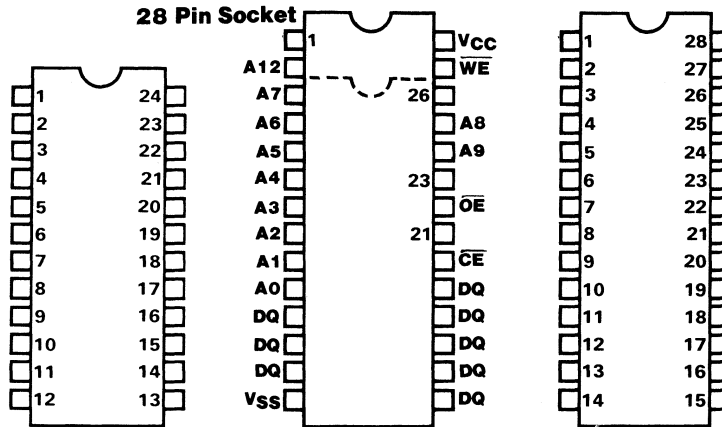 28 Pin Socket
1 24
2 23
3 22
4 21
5 20
6 19
7 18
8 17
9 16
10 15
11 14
12 13
1 VCC
A12 WE
A7 26
A6 A8
A5 A9
A4 23
A3 OE
A2 21
A1 CE
A0 DQ
DQ DQ
DQ DQ
DQ DQ
VSS DQ
1 28
2 27
3 26
4 25
5 24
6 23
7 22
8 21
9 20
10 19
11 18
12 17
13 16
14 15